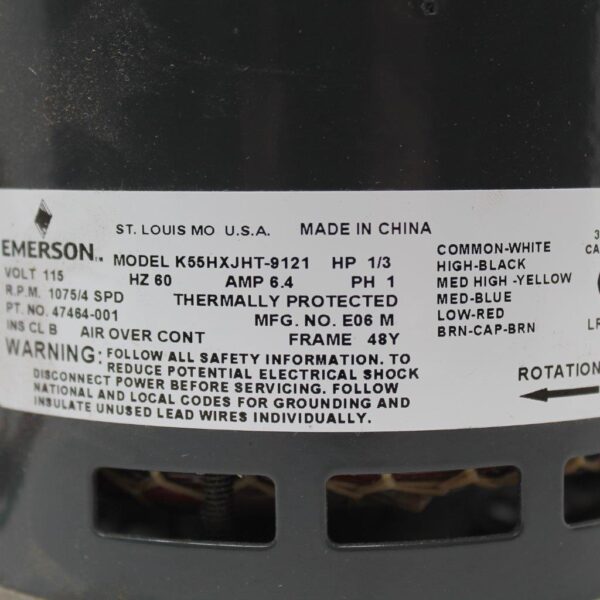 ST. LOUIS MO U.S.A. MADE IN CHINA
EMERSON™
MODEL K55HXJHT-9121 HP 1/3
VOLT 115 HZ 60 AMP 6.4 PH 1
R.P.M. 1075/4 SPD THERMALLY PROTECTED
PT. NO. 47464-001 MFG. NO. E06 M
INS CL B AIR OVER CONT FRAME 48Y
WARNING: FOLLOW ALL SAFETY INFORMATION. TO
REDUCE POTENTIAL ELECTRICAL SHOCK
DISCONNECT POWER BEFORE SERVICING. FOLLOW
NATIONAL AND LOCAL CODES FOR GROUNDING AND
INSULATE UNUSED LEAD WIRES INDIVIDUALLY.
COMMON-WHITE
HIGH-BLACK
MED HIGH -YELLOW
MED-BLUE
LOW-RED
BRN-CAP-BRN
ROTATION